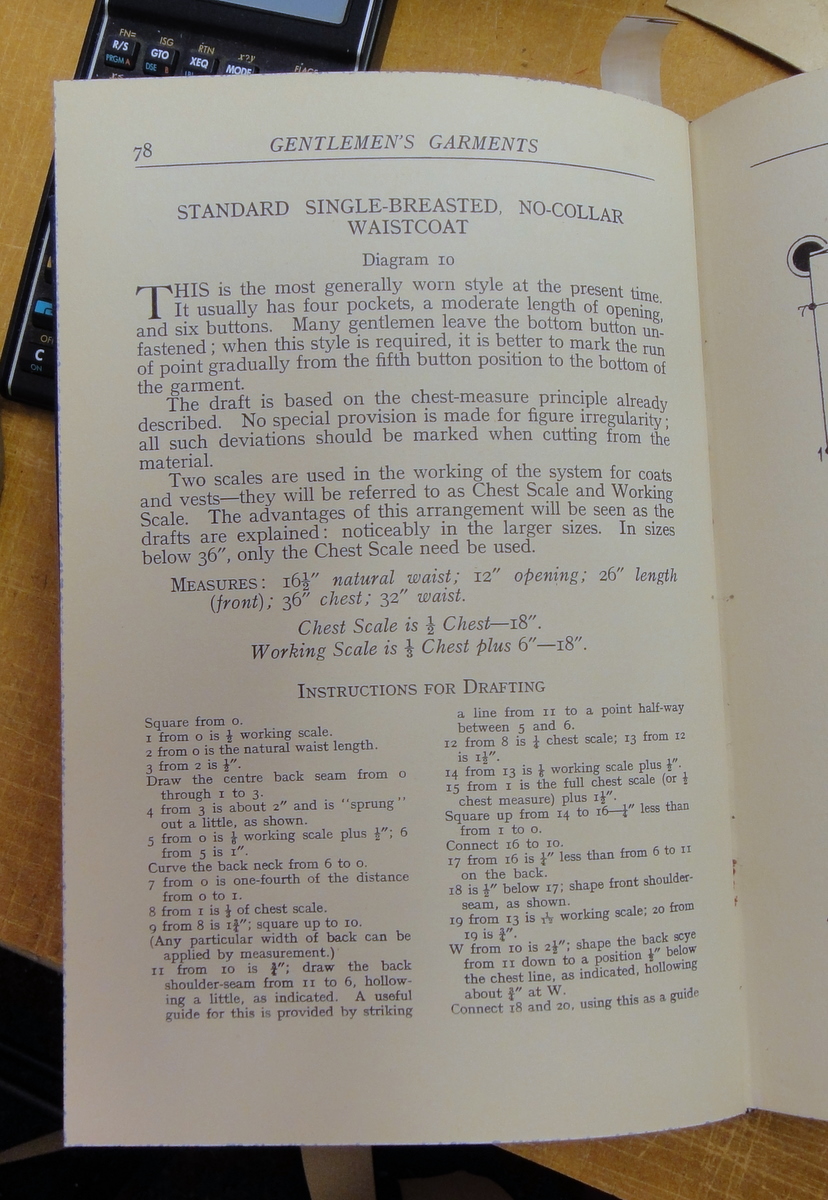 FN= ISG RTN x?y FLAGS
R/S GTO XEQ MODE
PRGM A DSE B
C
ON
78 GENTLEMEN'S GARMENTS
STANDARD SINGLE-BREASTED, NO-COLLAR
WAISTCOAT
Diagram 10
THIS is the most generally worn style at the present time.
It usually has four pockets, a moderate length of opening,
and six buttons. Many gentlemen leave the bottom button un-
fastened; when this style is required, it is better to mark the run
of point gradually from the fifth button position to the bottom of
the garment.
The draft is based on the chest-measure principle already
described. No special provision is made for figure irregularity;
all such deviations should be marked when cutting from the
material.
Two scales are used in the working of the system for coats
and vests—they will be referred to as Chest Scale and Working
Scale. The advantages of this arrangement will be seen as the
drafts are explained: noticeably in the larger sizes. In sizes
below 36", only the Chest Scale need be used.
MEASURES: 16½" natural waist; 12" opening; 26" length
(front); 36" chest; 32" waist.
Chest Scale is ½ Chest—18".
Working Scale is ⅓ Chest plus 6"—18".
INSTRUCTIONS FOR DRAFTING
Square from 0.
1 from 0 is ½ working scale.
2 from 0 is the natural waist length.
3 from 2 is ½".
Draw the centre back seam from 0
through 1 to 3.
4 from 3 is about 2" and is "sprung"
out a little, as shown.
5 from 0 is ⅛ working scale plus ½"; 6
from 5 is 1".
Curve the back neck from 6 to 0.
7 from 0 is one-fourth of the distance
from 0 to 1.
8 from 1 is ½ of chest scale.
9 from 8 is 1¾"; square up to 10.
(Any particular width of back can be
applied by measurement.)
11 from 10 is ¾"; draw the back
shoulder-seam from 11 to 6, hollow-
ing a little, as indicated. A useful
guide for this is provided by striking
a line from 11 to a point half-way
between 5 and 6.
12 from 8 is ¼ chest scale; 13 from 12
is 1½".
14 from 13 is working scale plus ½".
15 from 1 is the full chest scale (or ½
chest measure) plus 1½".
Square up from 14 to 16—¼" less than
from 1 to 0.
Connect 16 to 10.
17 from 16 is ¼" less than from 6 to 11
on the back.
18 is ½" below 17; shape front shoulder-
seam, as shown.
19 from 13 is working scale; 20 from
19 is ¾".
W from 10 is 2½"; shape the back scye
from 11 down to a position ½" below
the chest line, as indicated, hollowing
about ¾" at W.
Connect 18 and 20, using this as a guide
7
1